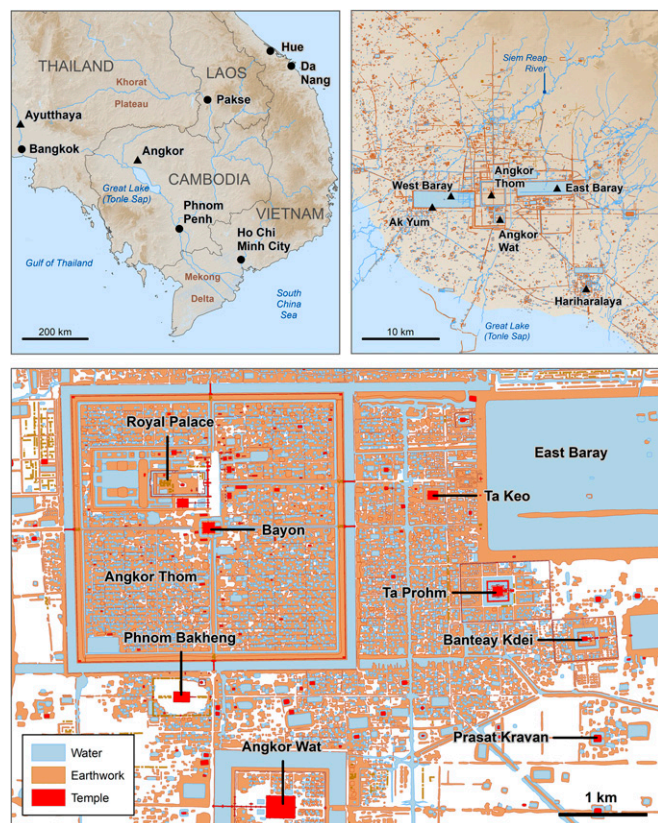 THAILAND
Khorat
Plateau
LAOS
Hue
Da
Nang
Pakse
Ayutthaya
Bangkok
Angkor
CAMBODIA
Great Lake
(Tonle Sap)
Phnom
Penh
VIETNAM
Ho Chi
Minh City
Gulf of Thailand
Mekong
Delta
South
China
Sea
200 km
Siem Reap
River
Angkor
Thom
West Baray
East Baray
Ak Yum
Angkor
Wat
Hariharalaya
Great Lake
(Tonle Sap)
10 km
Royal Palace
East Baray
Ta Keo
Bayon
Angkor Thom
Ta Prohm
Phnom Bakheng
Banteay Kdei
Prasat Kravan
Angkor Wat
Water
Earthwork
Temple
1 km